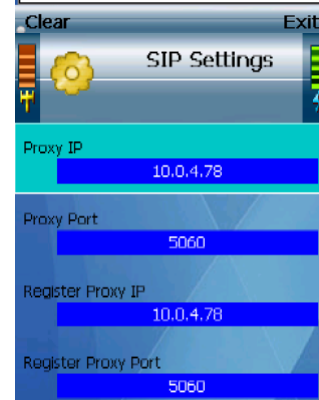 Clear Exit
SIP Settings
Proxy IP
10.0.4.78
Proxy Port
5060
Register Proxy IP
10.0.4.78
Register Proxy Port
5060